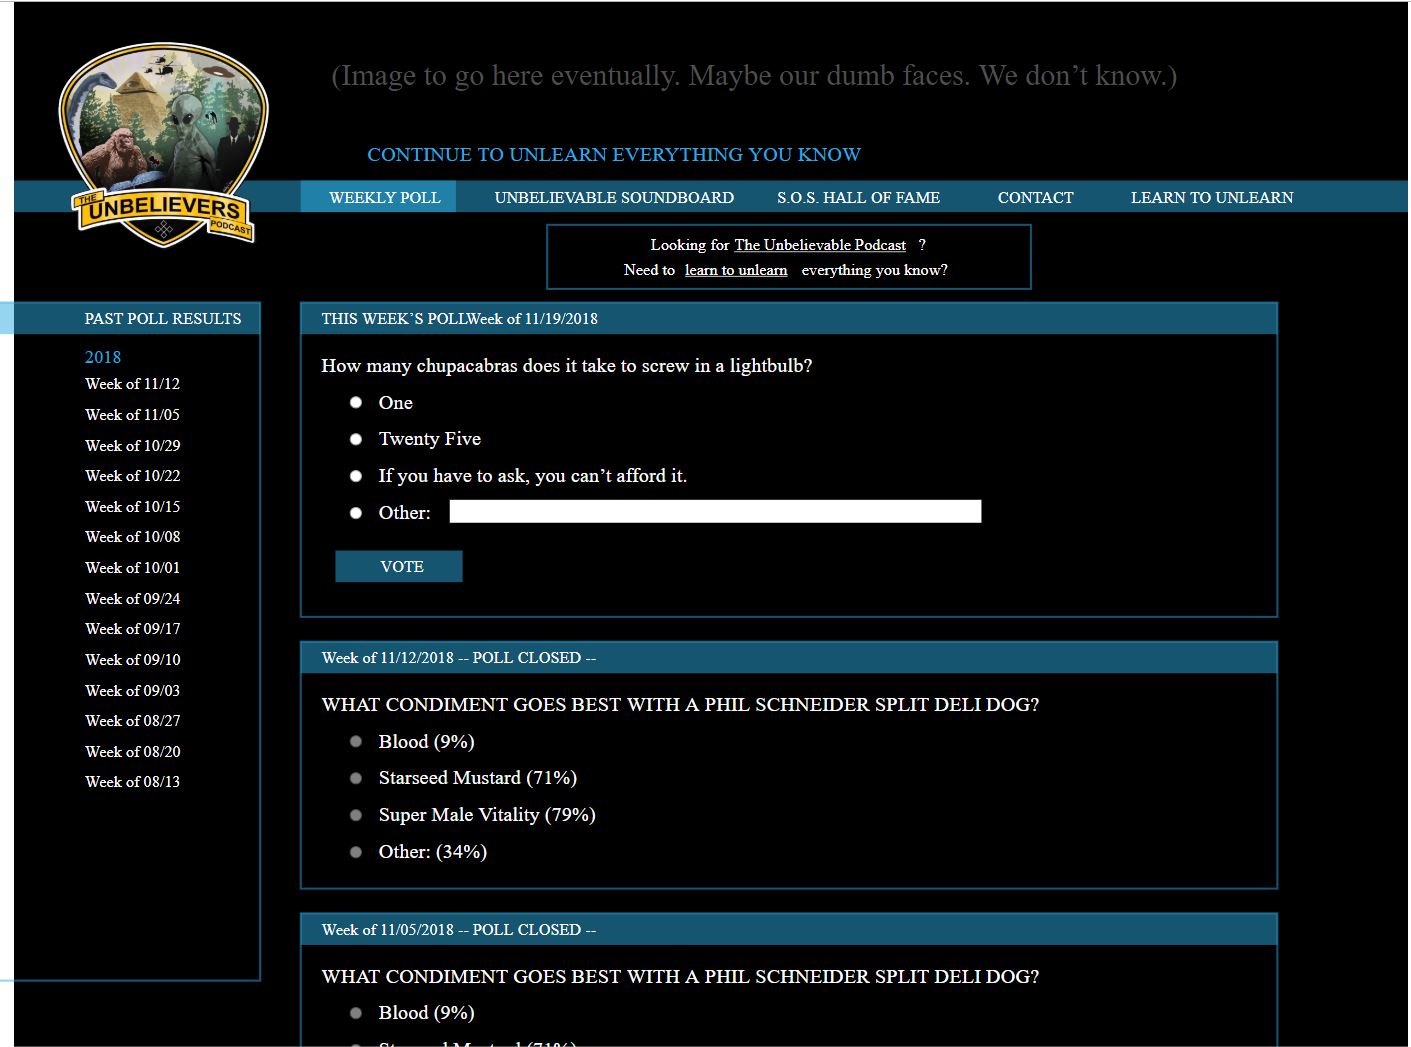 (Image to go here eventually. Maybe our dumb faces. We don’t know.)
CONTINUE TO UNLEARN EVERYTHING YOU KNOW
THE
UNBELIEVERS
PODCAST
WEEKLY POLL UNBELIEVABLE SOUNDBOARD S.O.S. HALL OF FAME CONTACT LEARN TO UNLEARN
Looking for The Unbelievable Podcast ?
Need to learn to unlearn everything you know?
PAST POLL RESULTS
2018
Week of 11/12
Week of 11/05
Week of 10/29
Week of 10/22
Week of 10/15
Week of 10/08
Week of 10/01
Week of 09/24
Week of 09/17
Week of 09/10
Week of 09/03
Week of 08/27
Week of 08/20
Week of 08/13
THIS WEEK’S POLLWeek of 11/19/2018
How many chupacabras does it take to screw in a lightbulb?
One
Twenty Five
If you have to ask, you can’t afford it.
Other:
VOTE
Week of 11/12/2018 -- POLL CLOSED --
WHAT CONDIMENT GOES BEST WITH A PHIL SCHNEIDER SPLIT DELI DOG?
Blood (9%)
Starseed Mustard (71%)
Super Male Vitality (79%)
Other: (34%)
Week of 11/05/2018 -- POLL CLOSED --
WHAT CONDIMENT GOES BEST WITH A PHIL SCHNEIDER SPLIT DELI DOG?
Blood (9%)
Starseed Mustard (71%)